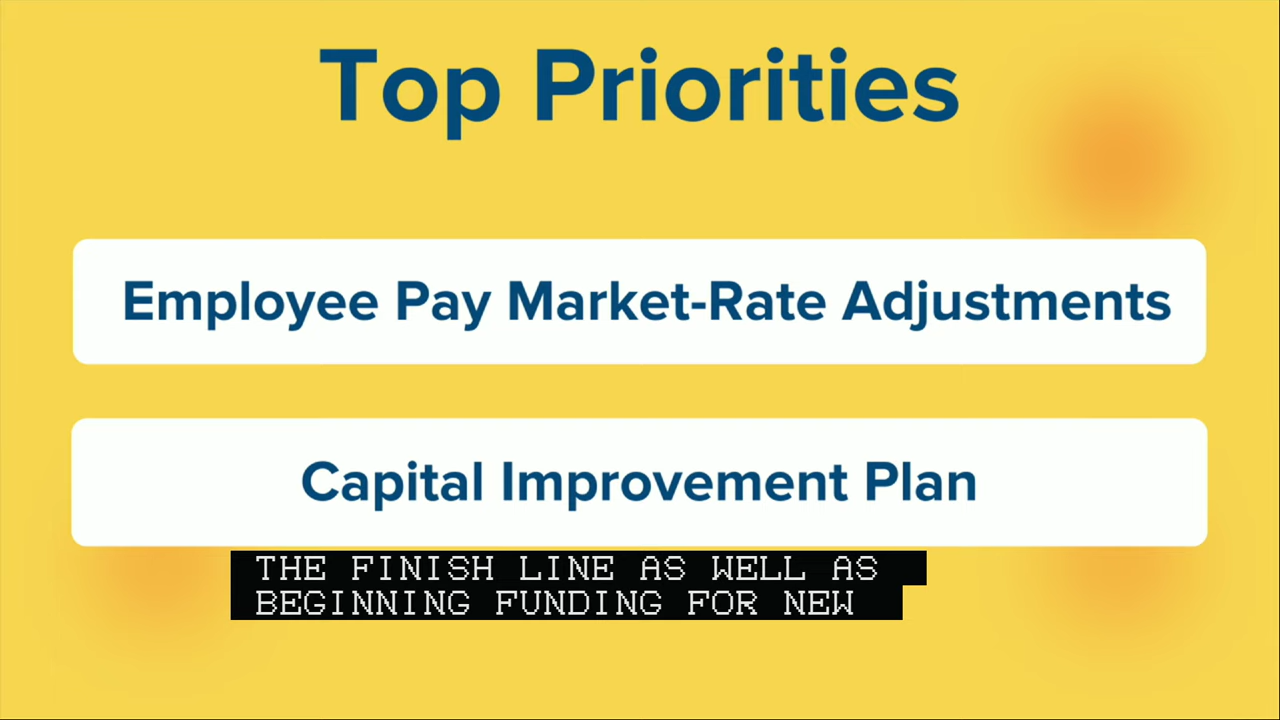 Top Priorities
Employee Pay Market-Rate Adjustments
Capital Improvement Plan
THE FINISH LINE AS WELL AS
BEGINNING FUNDING FOR NEW